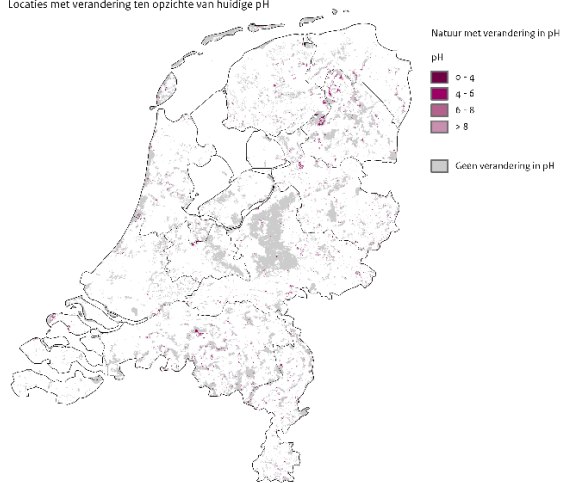 Locaties met verandering ten opzichte van huidige pH
Natuur met verandering in pH
pH
0 - 4
4 - 6
6 - 8
> 8
Geen verandering in pH